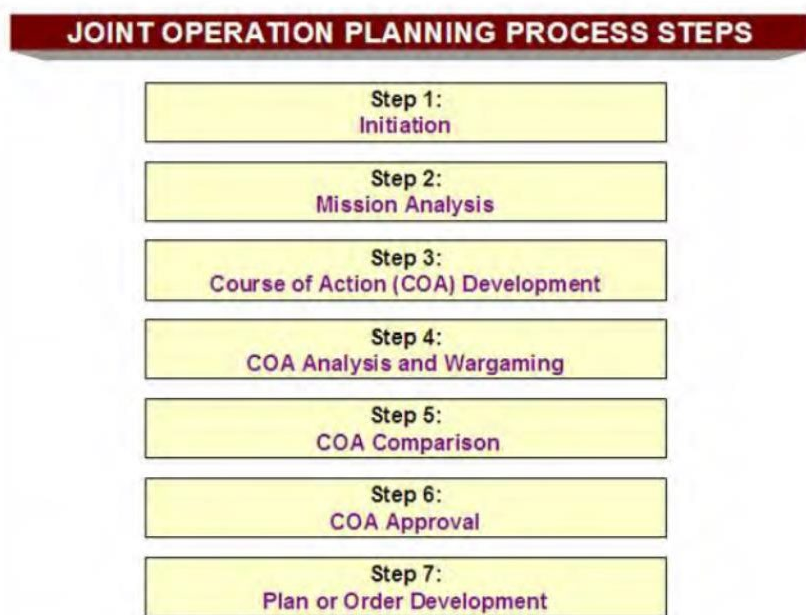 JOINT OPERATION PLANNING PROCESS STEPS
Step 1:
Initiation
Step 2:
Mission Analysis
Step 3:
Course of Action (COA) Development
Step 4:
COA Analysis and Wargaming
Step 5:
COA Comparison
Step 6:
COA Approval
Step 7:
Plan or Order Development